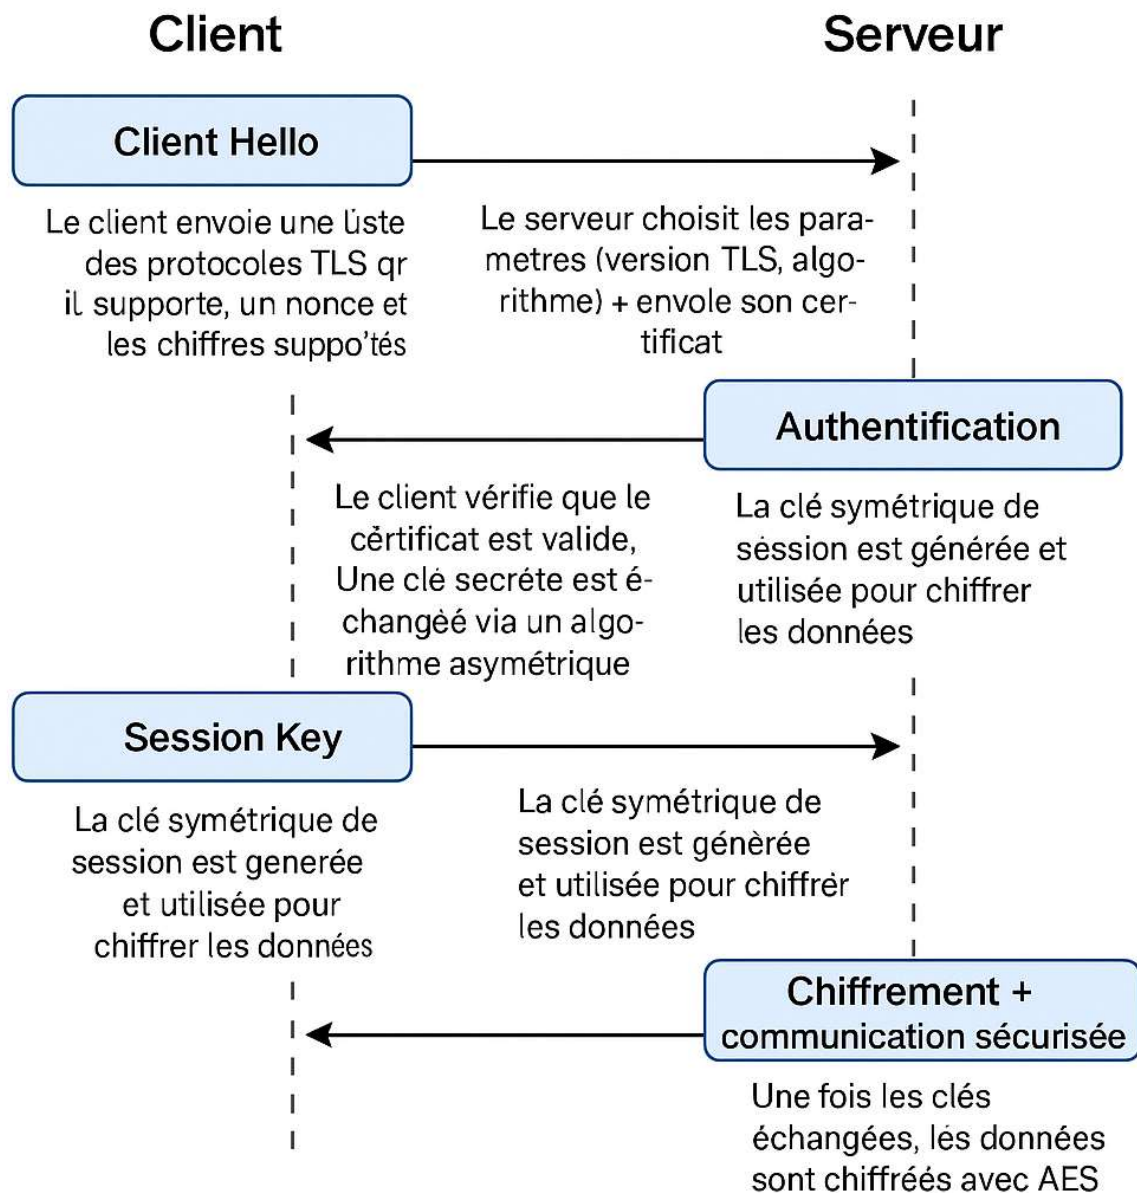 Client
Serveur
Client Hello
Le client envoie une liste
des protocoles TLS qr
il supporte, un nonce et
les chiffres suppo'tés
Le serveur choisit les para-
metres (version TLS, algo-
rithme) + envole son cer-
tificat
Authentification
Le client vérifie que le
cértificat est valide,
Une clé secréte est é-
changéé via un algo-
rithme asymétrique
La clé symétrique de
séssion est générée et
utilisée pour chiffrer
les données
Session Key
La clé symétrique de
session est generée
et utilisée pour
chiffrer les données
La clé symétrique de
session est génèrée
et utilisée pour chiffrér
les données
Chiffrement +
communication sécurisée
Une fois les clés
échangées, lés données
sont chiffréés avec AES